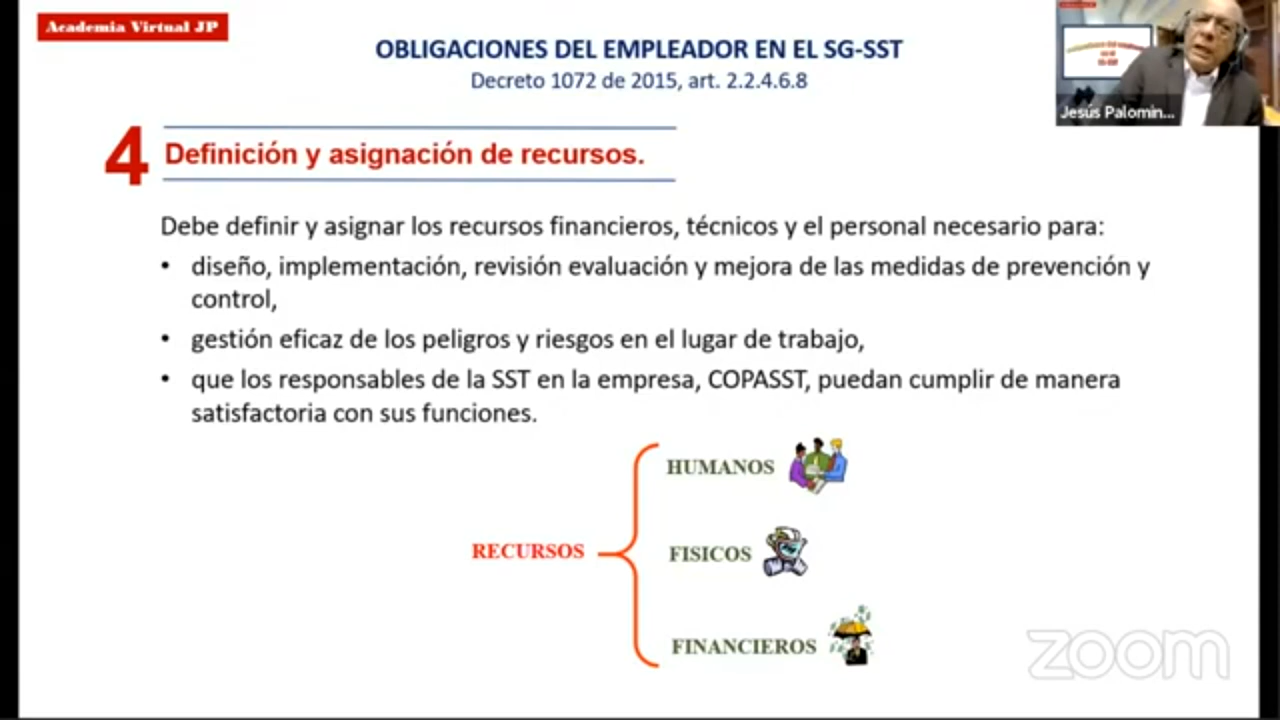 Academia Virtual JP
OBLIGACIONES DEL EMPLEADOR EN EL SG-SST
Decreto 1072 de 2015, art. 2.2.4.6.8
Jesús Palomin...
4 Definición y asignación de recursos.
Debe definir y asignar los recursos financieros, técnicos y el personal necesario para:
• diseño, implementación, revisión evaluación y mejora de las medidas de prevención y
control,
• gestión eficaz de los peligros y riesgos en el lugar de trabajo,
• que los responsables de la SST en la empresa, COPASST, puedan cumplir de manera
satisfactoria con sus funciones.
HUMANOS
RECURSOS
FISICOS
FINANCIEROS
zoom